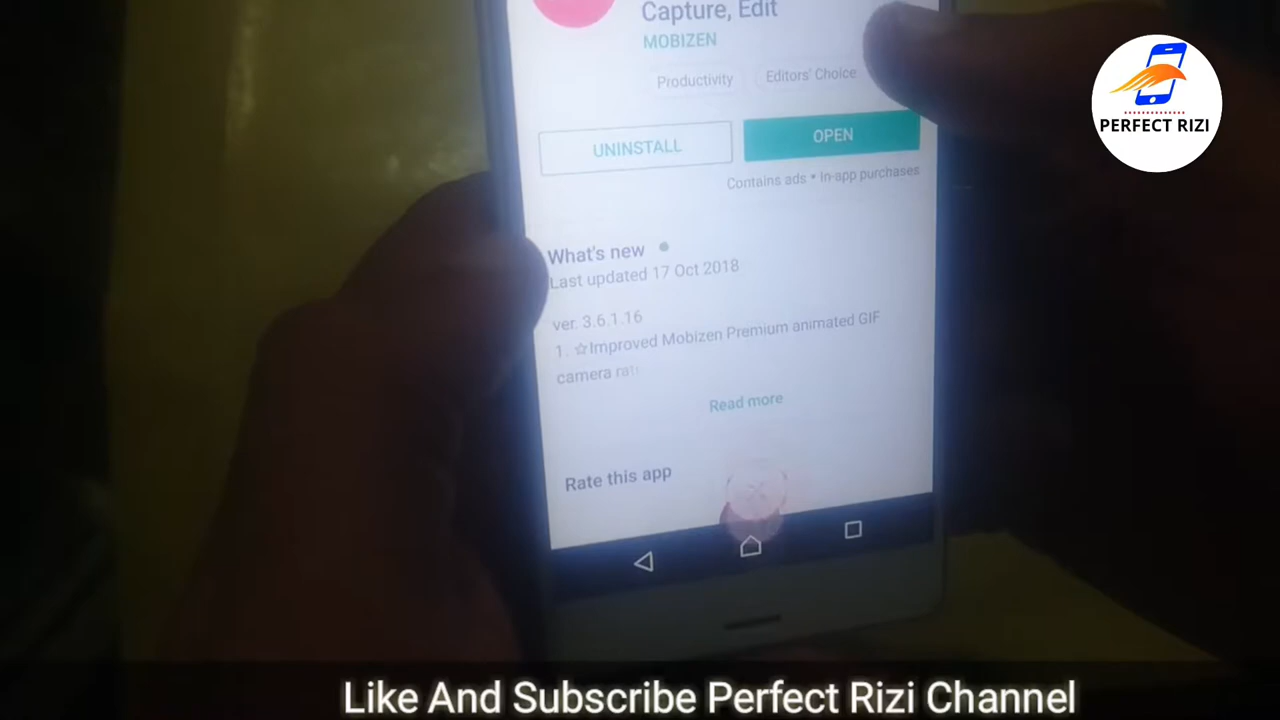 Capture, Edit
MOBIZEN
Productivity
Editors' Choice
UNINSTALL
OPEN
Contains ads • In-app purchases
What's new
Last updated 17 Oct 2018
ver. 3.6.1.16
1. ☆Improved Mobizen Premium animated GIF
camera
Read more
Rate this app
PERFECT RIZI
Like And Subscribe Perfect Rizi Channel